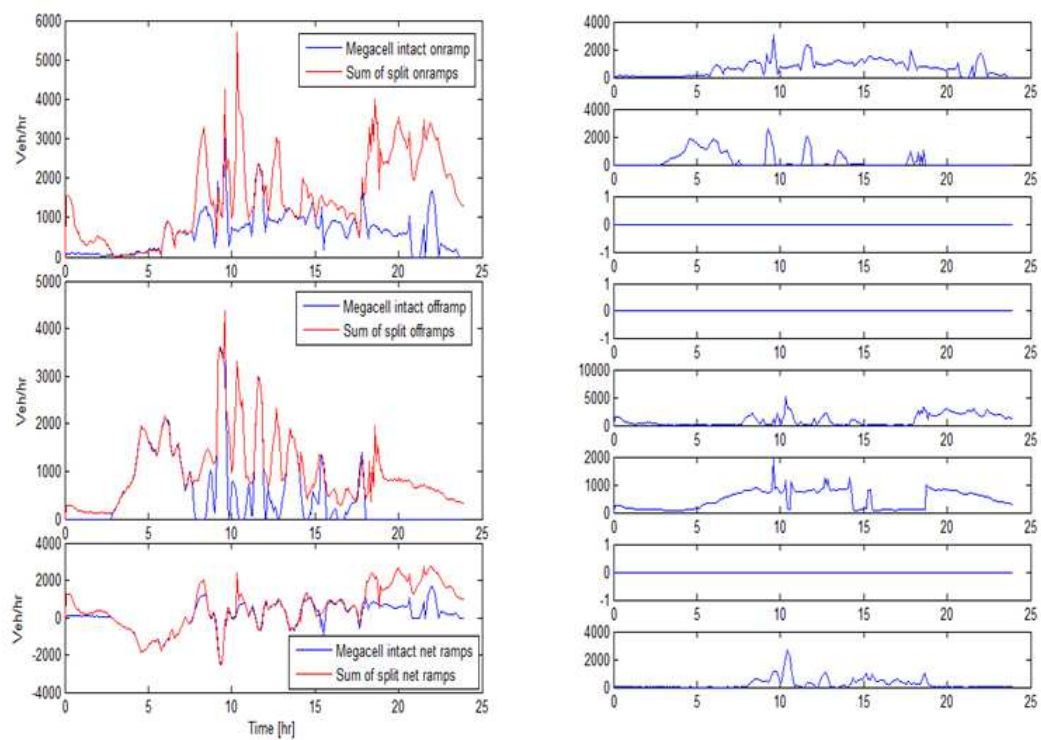 6000
5000
4000
3000
2000
1000
0
Veh/hr
Megacell intact onramp
Sum of split onramps
0 5 10 15 20 25
5000
4000
3000
2000
1000
0
Veh/hr
Megacell intact offramp
Sum of split offramps
0 5 10 15 20 25
4000
2000
0
-2000
-4000
Veh/hr
Megacell intact net ramps
Sum of split net ramps
0 5 10 15 20 25
Time [hr]
4000
2000
0
0 5 10 15 20 25
4000
2000
0
0 5 10 15 20 25
1
0
-1
0 5 10 15 20 25
1
0
-1
0 5 10 15 20 25
10000
5000
0
0 5 10 15 20 25
2000
1000
0
0 5 10 15 20 25
1
0
-1
0 5 10 15 20 25
4000
2000
0
0 5 10 15 20 25